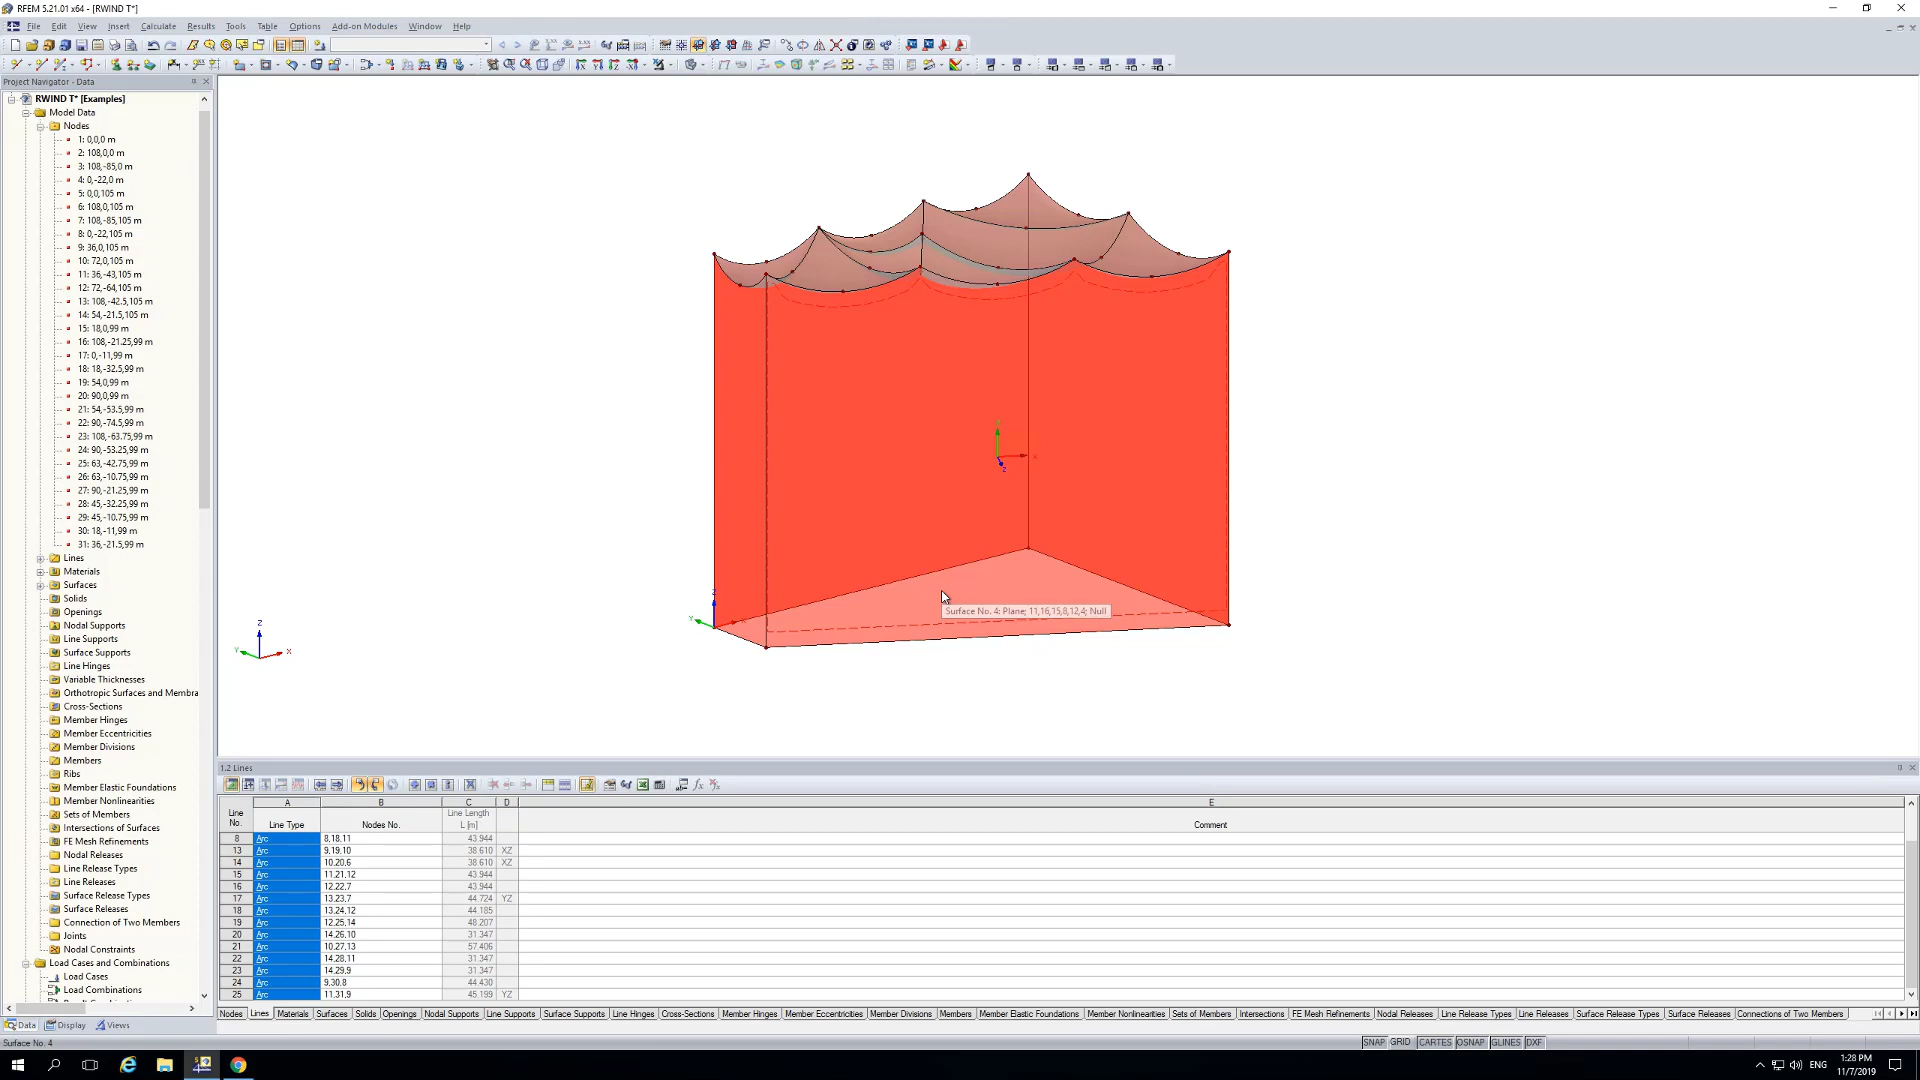 RFEM 5.21.01 x64 - [RWIND T*]
File Edit View Insert Calculate Results Tools Table Options Add-on Modules Window Help
Project Navigator - Data
RWIND T* [Examples]
Model Data
Nodes
1: 0,0,0 m
2: 108,0,0 m
3: 108,-85,0 m
4: 0,-22,0 m
5: 0,0,105 m
6: 108,0,105 m
7: 108,-85,105 m
8: 0,-22,105 m
9: 36,0,105 m
10: 72,0,105 m
11: 36,-43,105 m
12: 72,-64,105 m
13: 108,-42.5,105 m
14: 54,-21.5,105 m
15: 18,0,99 m
16: 108,-21.25,99 m
17: 0,-11,99 m
18: 18,-32.5,99 m
19: 54,0,99 m
20: 90,0,99 m
21: 54,-53.5,99 m
22: 90,-74.5,99 m
23: 108,-63.75,99 m
24: 90,-53.25,99 m
25: 63,-42.75,99 m
26: 63,-10.75,99 m
27: 90,-21.25,99 m
28: 45,-32.25,99 m
29: 45,-10.75,99 m
30: 18,-11,99 m
31: 36,-21.5,99 m
Lines
Materials
Surfaces
Solids
Openings
Nodal Supports
Line Supports
Surface Supports
Line Hinges
Variable Thicknesses
Orthotropic Surfaces and Membra
Cross-Sections
Member Hinges
Member Eccentricities
Member Divisions
Members
Ribs
Member Elastic Foundations
Member Nonlinearities
Sets of Members
Intersections of Surfaces
FE Mesh Refinements
Nodal Releases
Line Release Types
Line Releases
Surface Release Types
Surface Releases
Connection of Two Members
Joints
Nodal Constraints
Load Cases and Combinations
Load Cases
Load Combinations
Data Display Views
Surface No. 4: Plane; 11,16,15,8,12,4; Null
Z
Y
X
1.2 Lines
A B C D E
Line No. Line Type Nodes No. Line Length L [m] Comment
8 Arc 8,18,11 43.944
13 Arc 9,19,10 38.610 XZ
14 Arc 10,20,6 38.610 XZ
15 Arc 11,21,12 43.944
16 Arc 12,22,7 43.944
17 Arc 13,23,7 44.724 YZ
18 Arc 13,24,12 44.185
19 Arc 12,25,14 48.207
20 Arc 14,26,10 31.347
21 Arc 10,27,13 57.406
22 Arc 14,28,11 31.347
23 Arc 14,29,9 31.347
24 Arc 9,30,8 44.430
25 Arc 11,31,9 45.199 YZ
Nodes Lines Materials Surfaces Solids Openings Nodal Supports Line Supports Surface Supports Line Hinges Cross-Sections Member Hinges Member Eccentricities Member Divisions Members Member Elastic Foundations Member Nonlinearities Sets of Members Intersections FE Mesh Refinements Nodal Releases Line Release Types Line Releases Surface Release Types Surface Releases Connections of Two Members
Surface No. 4
SNAP GRID CARTES OSNAP GLINES DXF
ENG
1:28 PM
11/7/2019